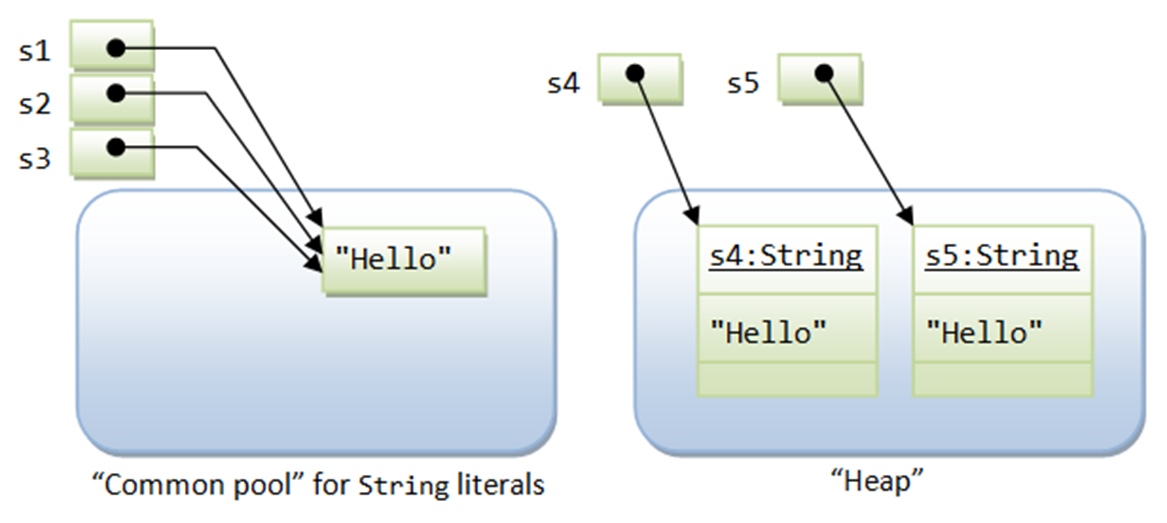 s1
s2
s3
s4
s5
"Hello"
s4:String
"Hello"
s5:String
"Hello"
“Common pool” for String literals
“Heap”